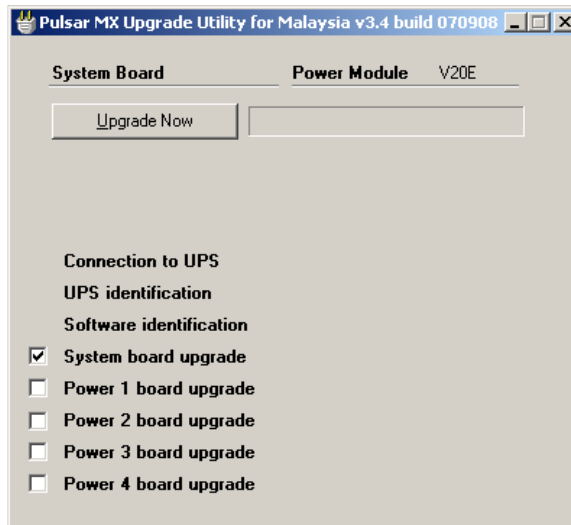 Pulsar MX Upgrade Utility for Malaysia v3.4 build 070908
System Board Power Module V20E
Upgrade Now
Connection to UPS
UPS identification
Software identification
System board upgrade
Power 1 board upgrade
Power 2 board upgrade
Power 3 board upgrade
Power 4 board upgrade